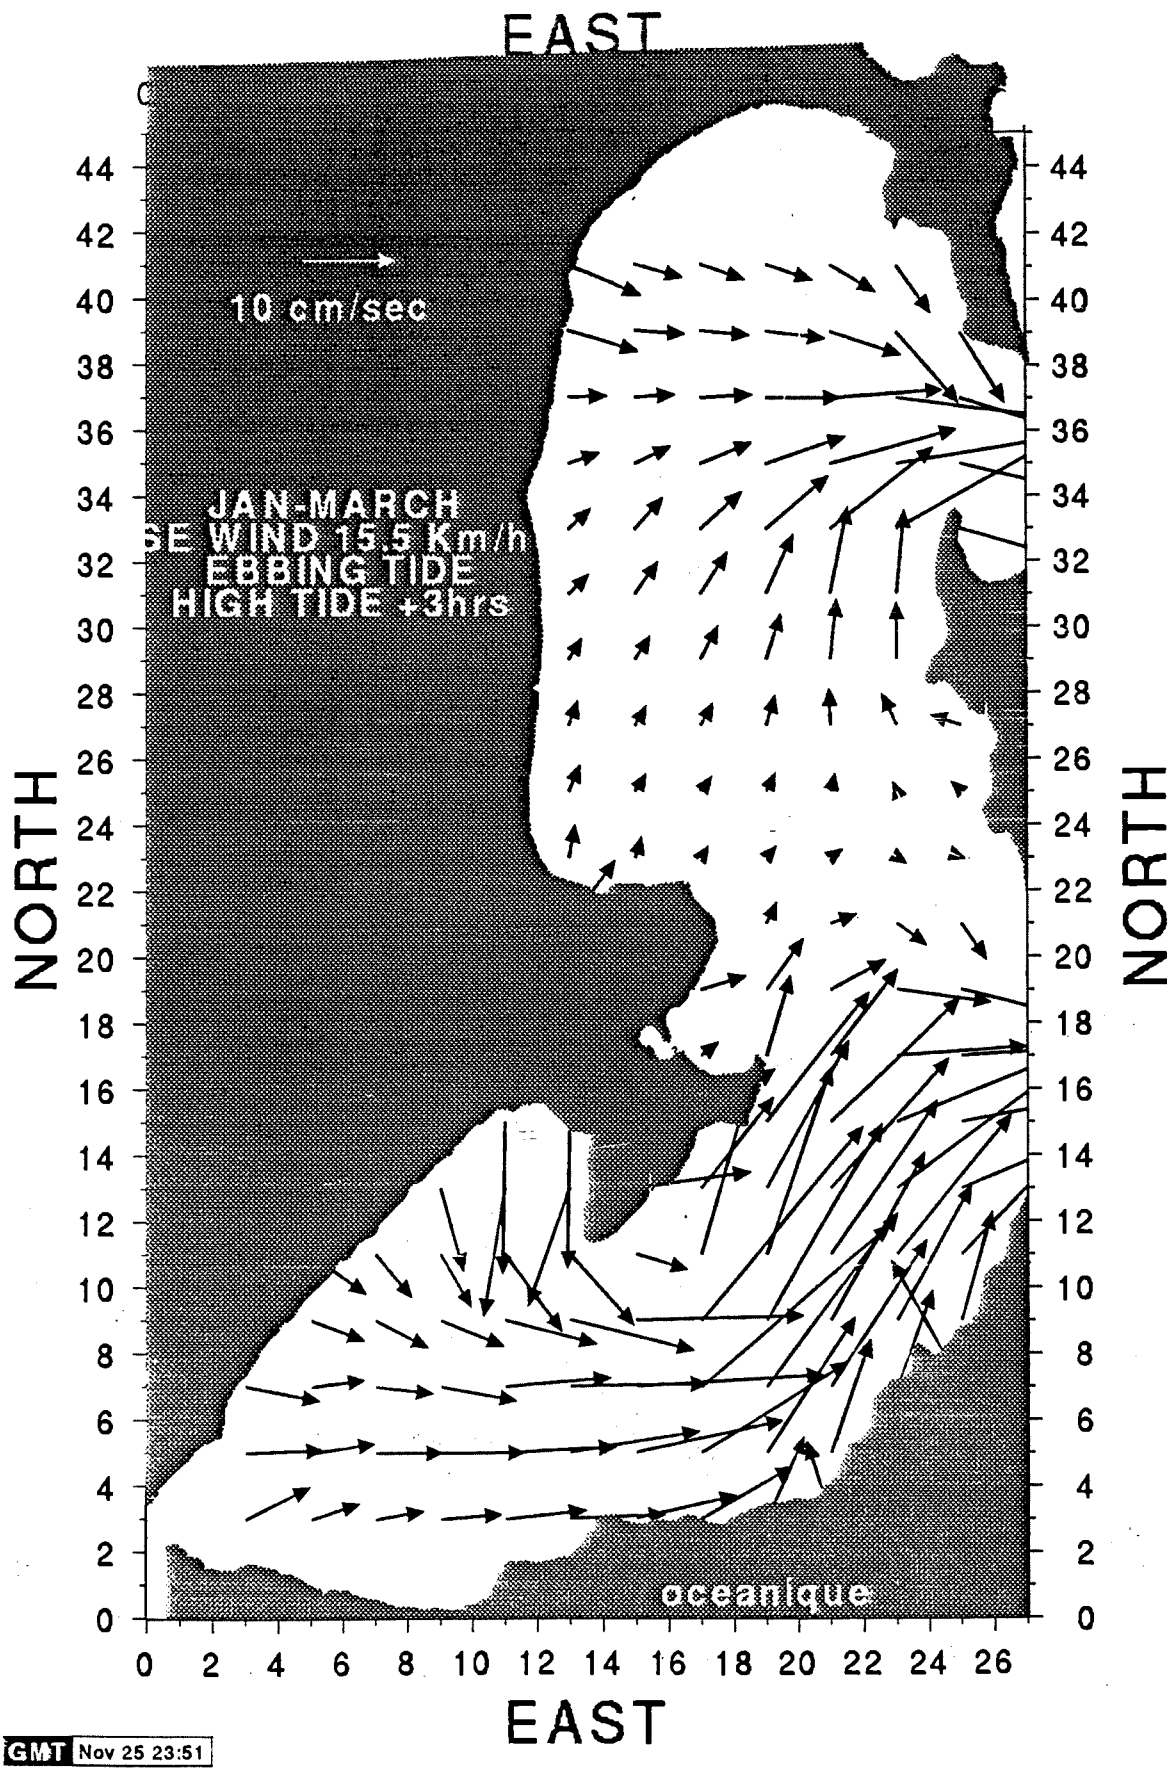 EAST
0
44 44
42 42
40 40
10 cm/sec
38 38
36 36
34 34
JAN-MARCH
SE WIND 15.5 Km/h
32 32
EBBING TIDE
HIGH TIDE +3hrs
30 30
28 28
26 26
NORTH NORTH
24 24
22 22
20 20
18 18
16 16
14 14
12 12
10 10
8 8
6 6
4 4
2 2
oceanique
0 0
0 2 4 6 8 10 12 14 16 18 20 22 24 26
EAST
GMT Nov 25 23:51